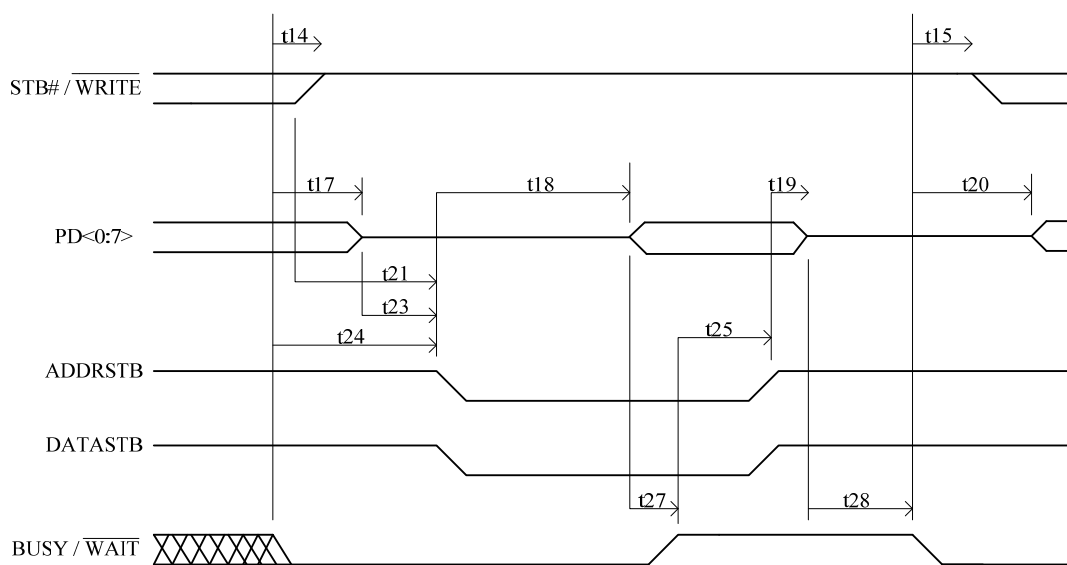 t14 t15
STB# / WRITE
t17 t18 t19 t20
PD<0:7>
t21
t23
t24 t25
ADDRSTB
DATASTB
t27 t28
BUSY / WAIT